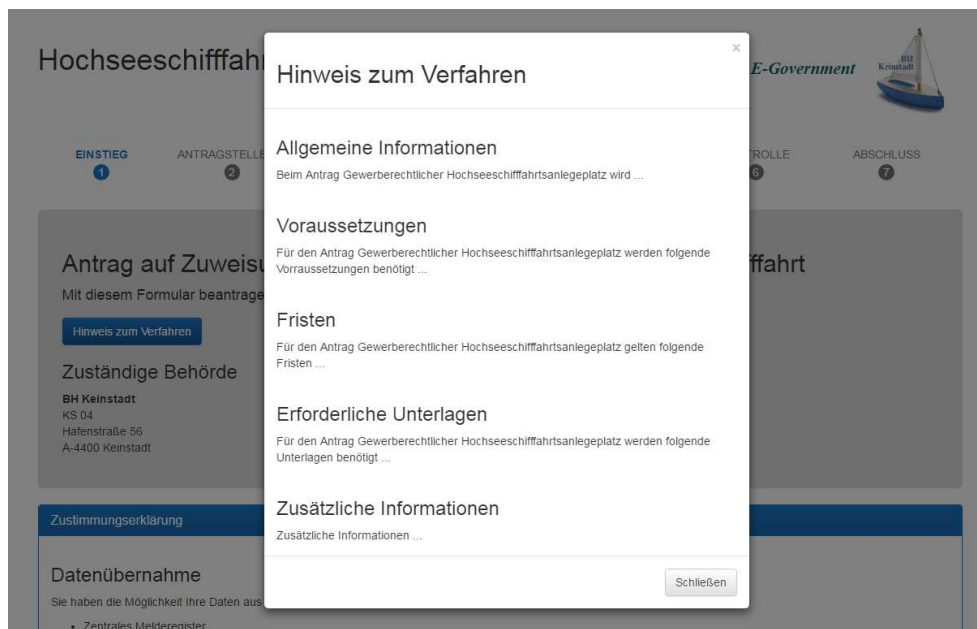 Hochseeschifffah
E-Government
BH
Keinstadt
EINSTIEG
1
ANTRAGSTELLE
2
ROLLE
6
ABSCHLUSS
7
Antrag auf Zuweisu
ffahrt
Mit diesem Formular beantrage
Hinweis zum Verfahren
Zuständige Behörde
BH Keinstadt
KS 04
Hafenstraße 56
A-4400 Keinstadt
Zustimmungserklärung
Datenübernahme
Sie haben die Möglichkeit Ihre Daten aus
• Zentrales Melderegister
×
Hinweis zum Verfahren
Allgemeine Informationen
Beim Antrag Gewerberechtlicher Hochseeschifffahrtsanlegeplatz wird ...
Voraussetzungen
Für den Antrag Gewerberechtlicher Hochseeschifffahrtsanlegeplatz werden folgende
Vorraussetzungen benötigt ...
Fristen
Für den Antrag Gewerberechtlicher Hochseeschifffahrtsanlegeplatz gelten folgende
Fristen ...
Erforderliche Unterlagen
Für den Antrag Gewerberechtlicher Hochseeschifffahrtsanlegeplatz werden folgende
Unterlagen benötigt ...
Zusätzliche Informationen
Zusätzliche Informationen ...
Schließen